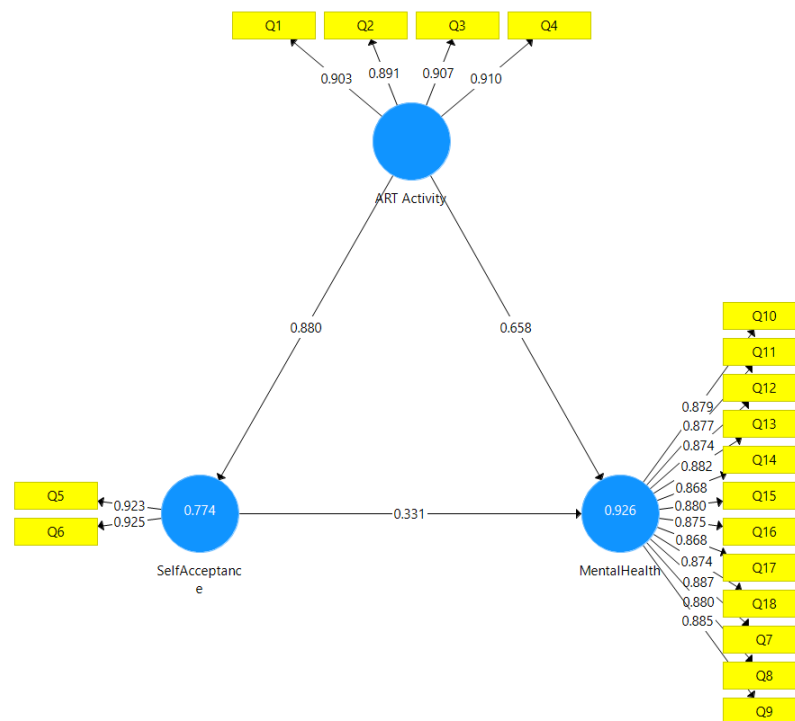 Q1
Q2
Q3
Q4
0.903
0.891
0.907
0.910
ART Activity
0.880
0.658
Q10
Q11
Q12
Q13
Q14
Q15
Q16
Q17
Q18
Q7
Q8
Q9
0.879
0.877
0.874
0.882
0.868
0.880
0.875
0.868
0.874
0.887
0.880
0.885
Q5
Q6
0.923
0.925
0.774
0.331
0.926
SelfAcceptanc
e
MentalHealth